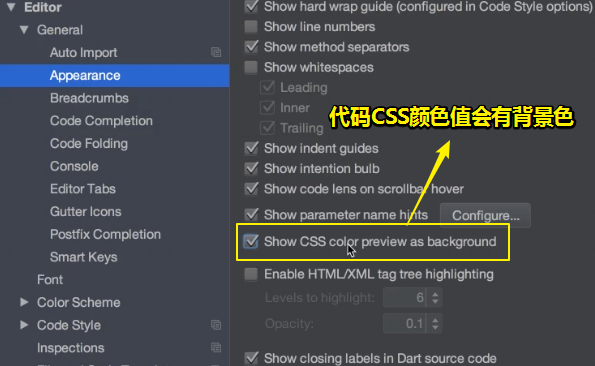 Editor
General
Auto Import
Appearance
Breadcrumbs
Code Completion
Code Folding
Console
Editor Tabs
Gutter Icons
Postfix Completion
Smart Keys
Font
Color Scheme
Code Style
Inspections
Show hard wrap guide (configured in Code Style options)
Show line numbers
Show method separators
Show whitespaces
Leading
Inner
Trailing
代码CSS颜色值会有背景色
Show indent guides
Show intention bulb
Show code lens on scrollbar hover
Show parameter name hints Configure...
Show CSS color preview as background
Enable HTML/XML tag tree highlighting
Levels to highlight: 6
Opacity: 0.1
Show closing labels in Dart source code